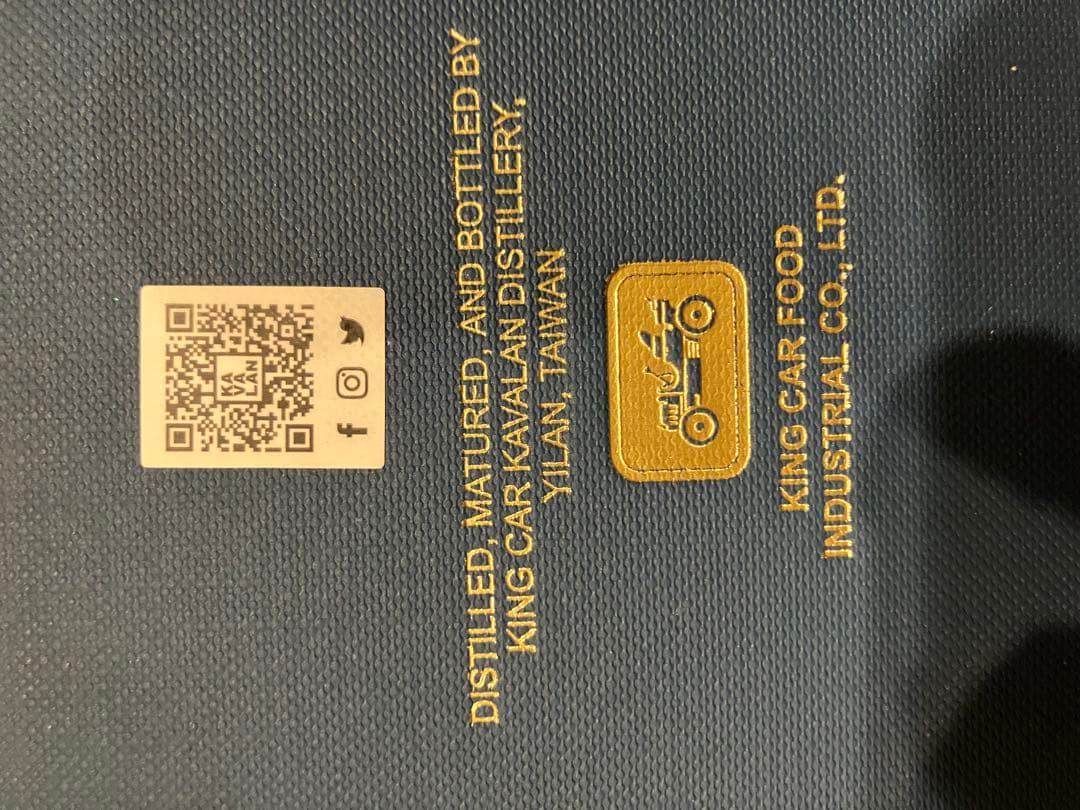 KA
VA
LAN
f
DISTILLED, MATURED, AND BOTTLED BY
KING CAR KAVALAN DISTILLERY,
YILAN, TAIWAN
KING CAR FOOD
INDUSTRIAL CO., LTD.